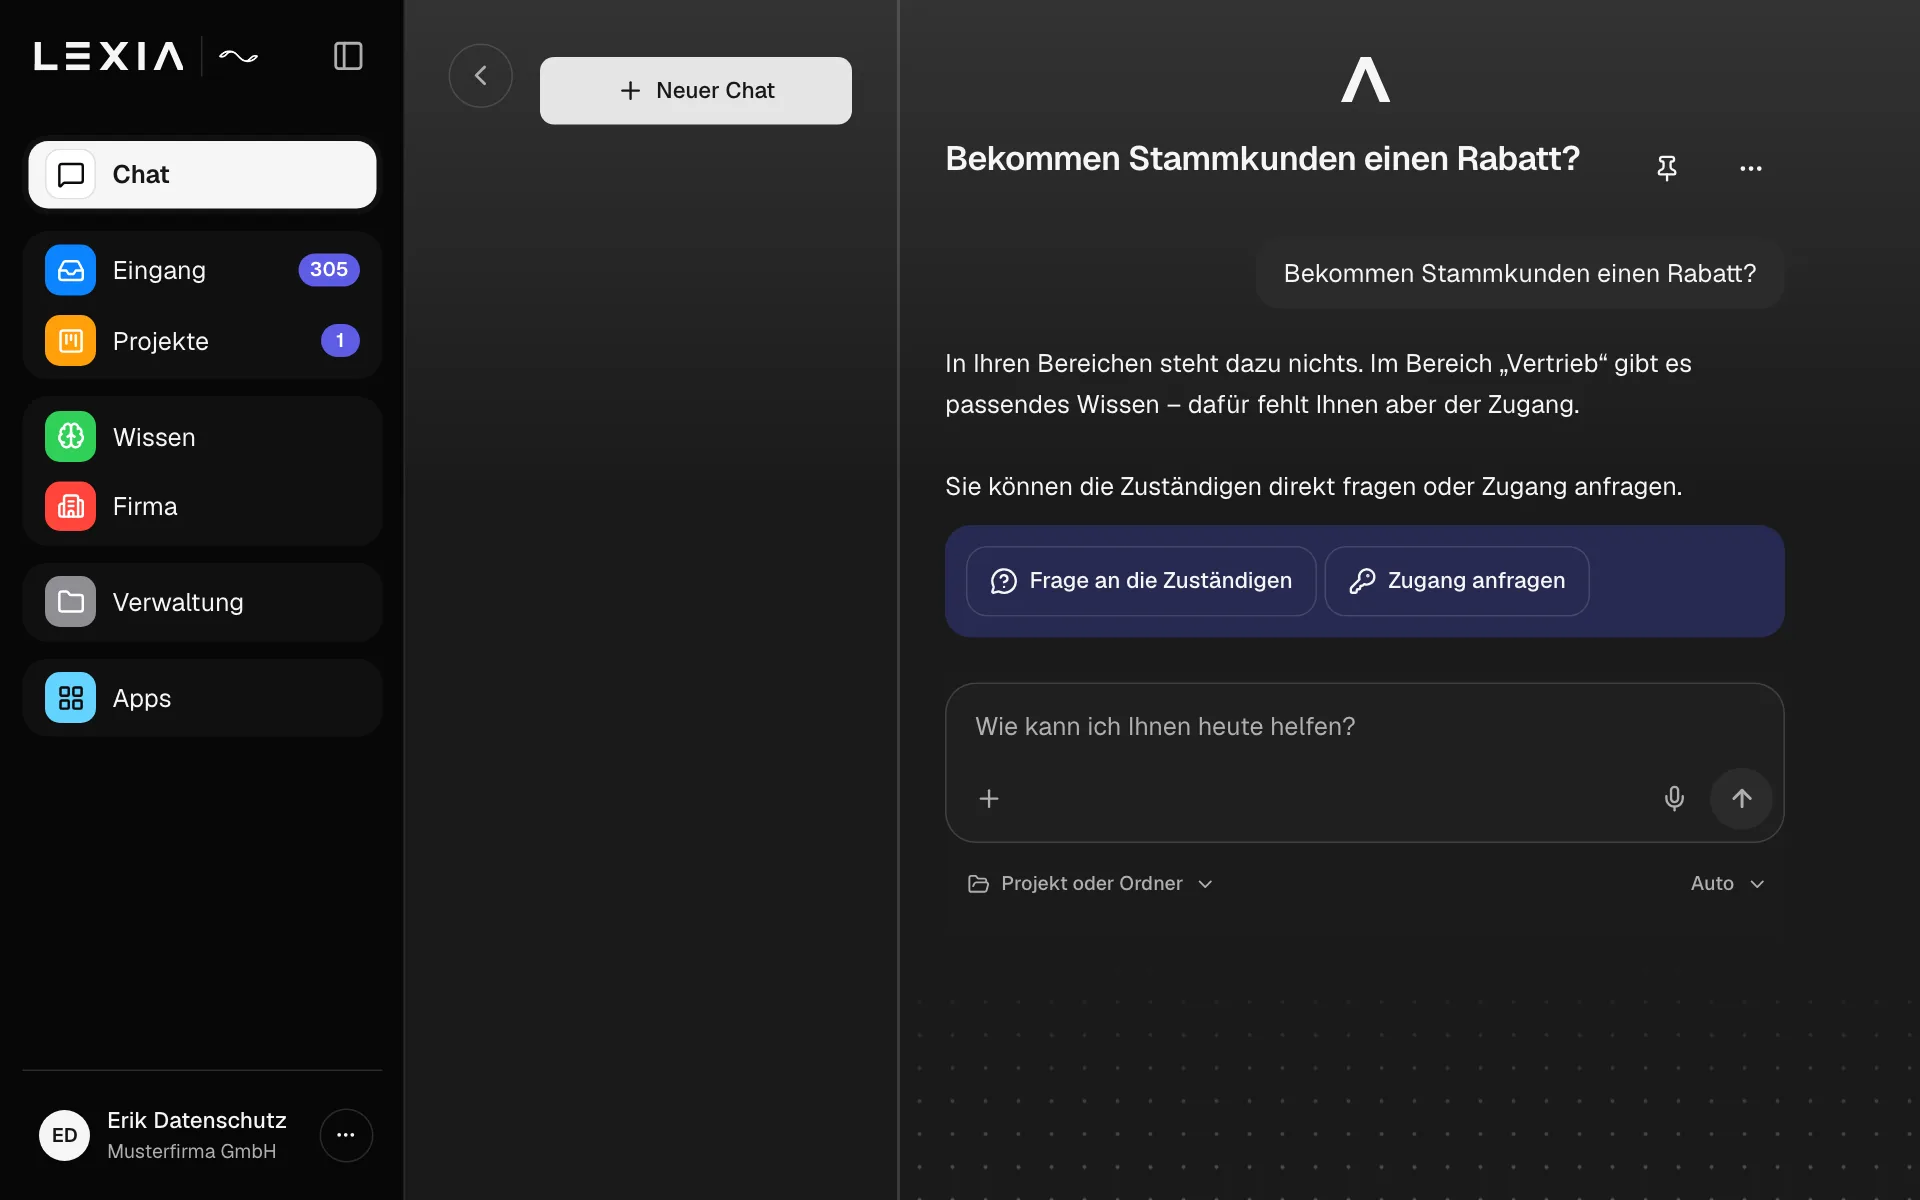 LEXIA
Chat
Eingang 305
Projekte 1
Wissen
Firma
Verwaltung
Apps
ED
Erik Datenschutz
Musterfirma GmbH
Neuer Chat
Bekommen Stammkunden einen Rabatt?
Bekommen Stammkunden einen Rabatt?
In Ihren Bereichen steht dazu nichts. Im Bereich „Vertrieb“ gibt es
passendes Wissen – dafür fehlt Ihnen aber der Zugang.
Sie können die Zuständigen direkt fragen oder Zugang anfragen.
Frage an die Zuständigen
Zugang anfragen
Wie kann ich Ihnen heute helfen?
Projekt oder Ordner
Auto